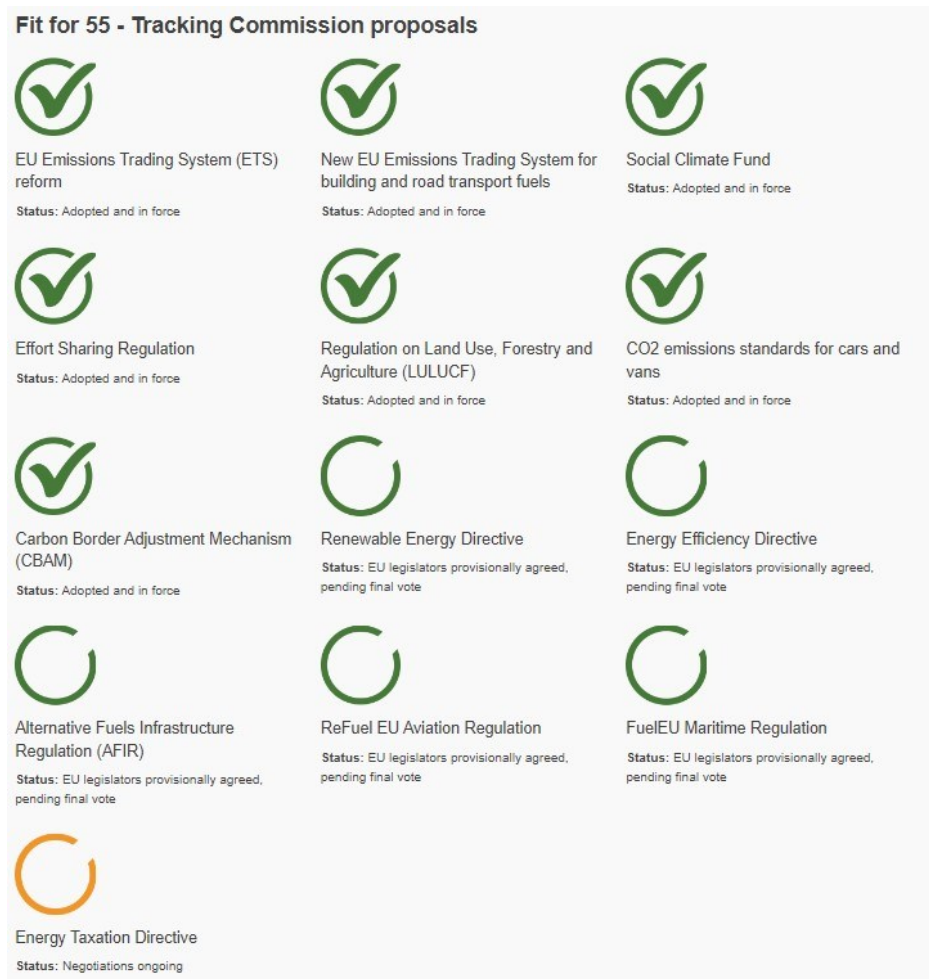 Fit for 55 - Tracking Commission proposals
EU Emissions Trading System (ETS)
reform
Status: Adopted and in force
New EU Emissions Trading System for
building and road transport fuels
Status: Adopted and in force
Social Climate Fund
Status: Adopted and in force
Effort Sharing Regulation
Status: Adopted and in force
Regulation on Land Use, Forestry and
Agriculture (LULUCF)
Status: Adopted and in force
CO2 emissions standards for cars and
vans
Status: Adopted and in force
Carbon Border Adjustment Mechanism
(CBAM)
Status: Adopted and in force
Renewable Energy Directive
Status: EU legislators provisionally agreed,
pending final vote
Energy Efficiency Directive
Status: EU legislators provisionally agreed,
pending final vote
Alternative Fuels Infrastructure
Regulation (AFIR)
Status: EU legislators provisionally agreed,
pending final vote
ReFuel EU Aviation Regulation
Status: EU legislators provisionally agreed,
pending final vote
FuelEU Maritime Regulation
Status: EU legislators provisionally agreed,
pending final vote
Energy Taxation Directive
Status: Negotiations ongoing